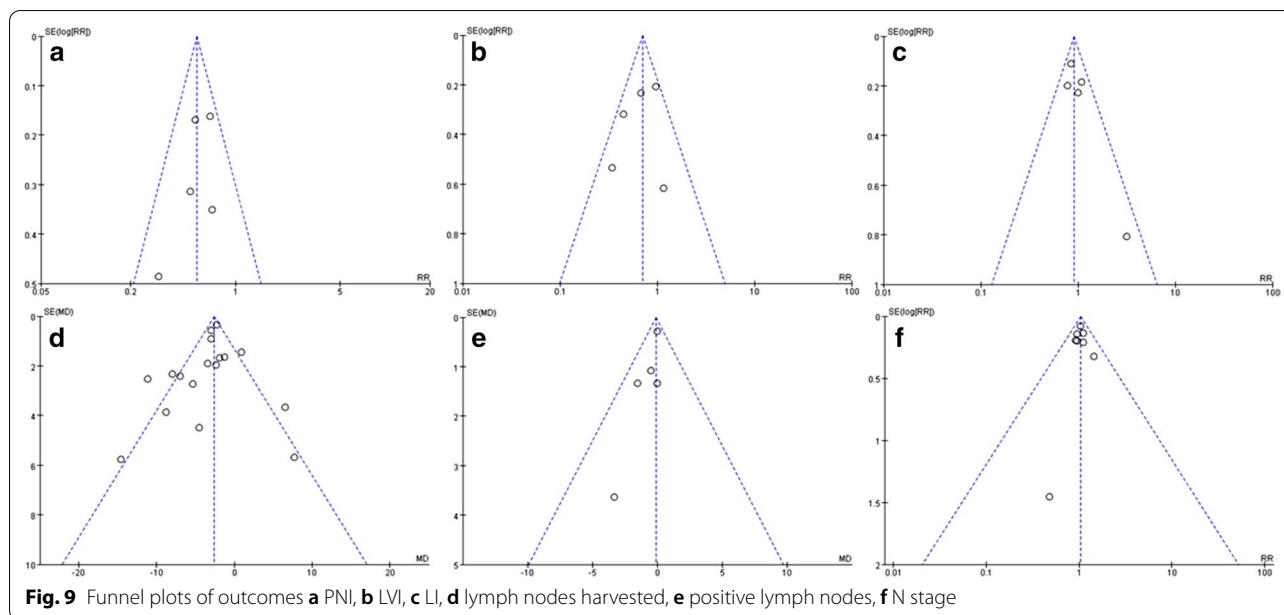 a
SE(log[RR])
0
0.1
0.2
0.3
0.4
0.5
0.05 0.2 1 5 20
RR
b
SE(log[RR])
0
0.2
0.4
0.6
0.8
1
0.01 0.1 1 10 100
RR
c
SE(log[RR])
0
0.2
0.4
0.6
0.8
1
0.01 0.1 1 10 100
RR
d
SE(MD)
0
2
4
6
8
10
-20 -10 0 10 20
MD
e
SE(MD)
0
1
2
3
4
5
-10 -5 0 5 10
MD
f
SE(log[RR])
0
0.5
1
1.5
2
0.01 0.1 1 10 100
RR
Fig. 9 Funnel plots of outcomes a PNI, b LVI, c LI, d lymph nodes harvested, e positive lymph nodes, f N stage